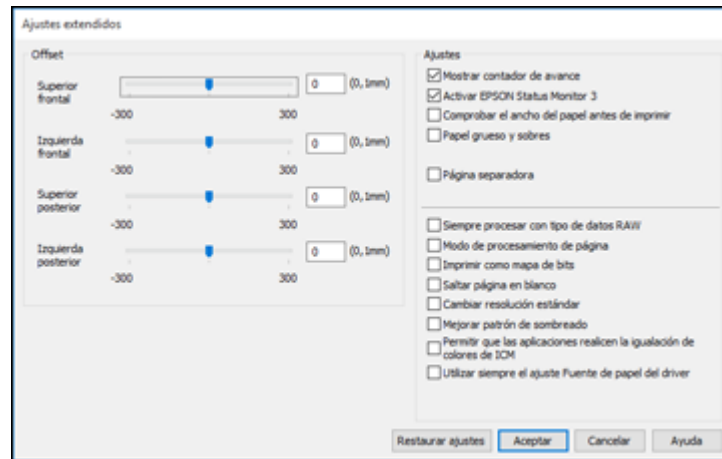 Ajustes extendidos
Offset
Superior
frontal
0
(0,1mm)
-300
300
Izquierda
frontal
0
(0,1mm)
-300
300
Superior
posterior
0
(0,1mm)
-300
300
Izquierda
posterior
0
(0,1mm)
-300
300
Ajustes
Mostrar contador de avance
Activar EPSON Status Monitor 3
Comprobar el ancho del papel antes de imprimir
Papel grueso y sobres
Página separadora
Siempre procesar con tipo de datos RAW
Modo de procesamiento de página
Imprimir como mapa de bits
Saltar página en blanco
Cambiar resolución estándar
Mejorar patrón de sombreado
Permitir que las aplicaciones realicen la igualación de
colores de ICM
Utilizar siempre el ajuste Fuente de papel del driver
Restaurar ajustes
Aceptar
Cancelar
Ayuda